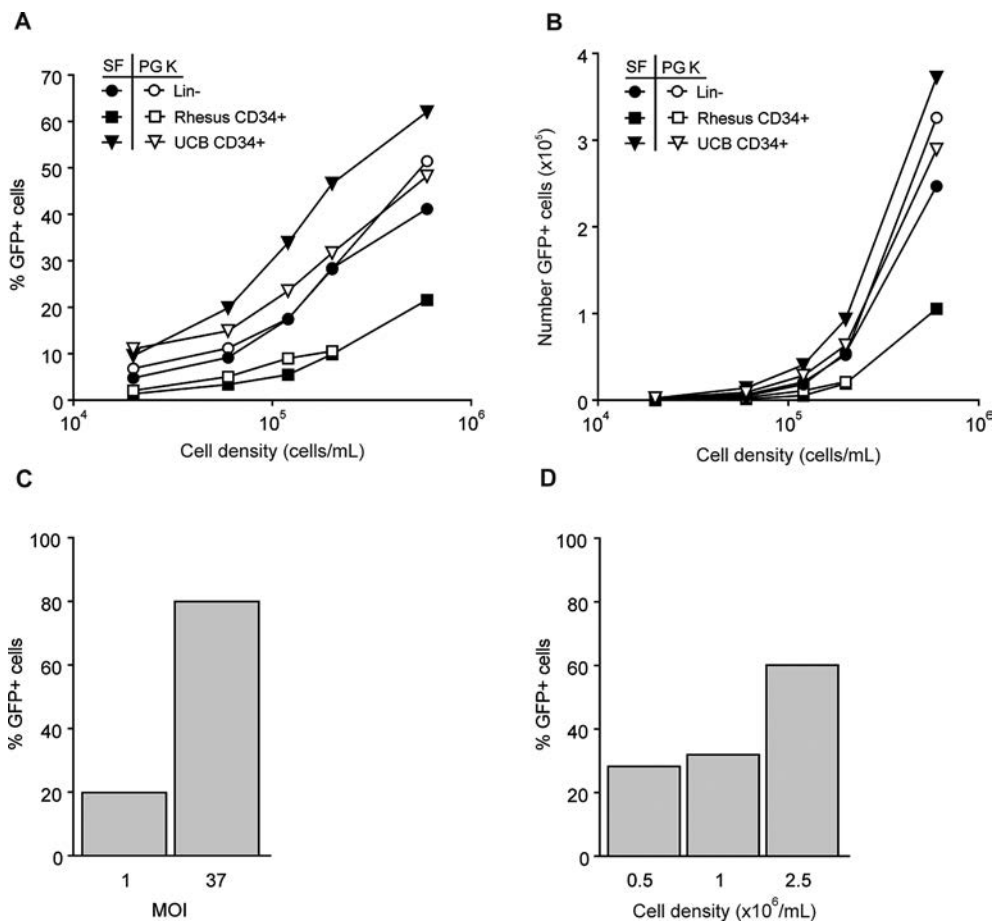 A
SF PGK
Lin-
Rhesus CD34+
UCB CD34+
70
60
50
40
30
20
10
0
% GFP+ cells
10^4 10^5 10^6
Cell density (cells/mL)
B
SF PGK
Lin-
Rhesus CD34+
UCB CD34+
4
3
2
1
0
Number GFP+ cells (x10^5)
10^4 10^5 10^6
Cell density (cells/mL)
C
100
80
60
40
20
0
% GFP+ cells
1 37
MOI
D
100
80
60
40
20
0
% GFP+ cells
0.5 1 2.5
Cell density (x10^6/mL)